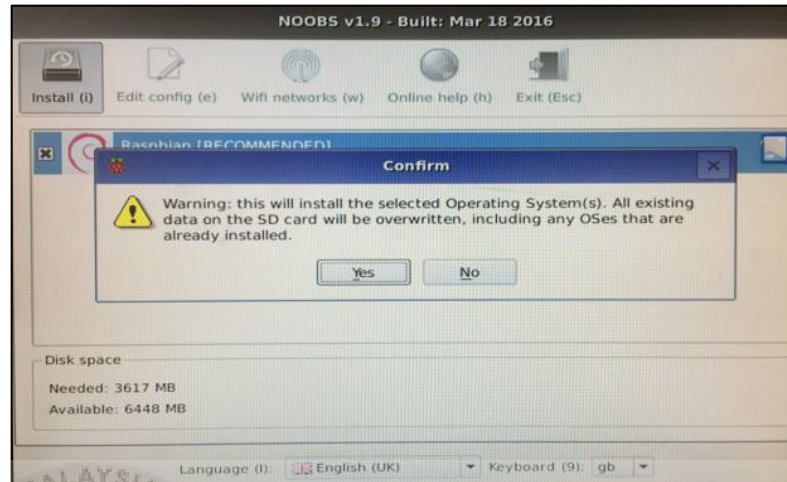 NOOBS v1.9 - Built: Mar 18 2016
Install (i) Edit config (e) Wifi networks (w) Online help (h) Exit (Esc)
Raspbian [RECOMMENDED]
Confirm
Warning: this will install the selected Operating System(s). All existing
data on the SD card will be overwritten, including any OSes that are
already installed.
Yes No
Disk space
Needed: 3617 MB
Available: 6448 MB
Language (l): English (UK) Keyboard (9): gb